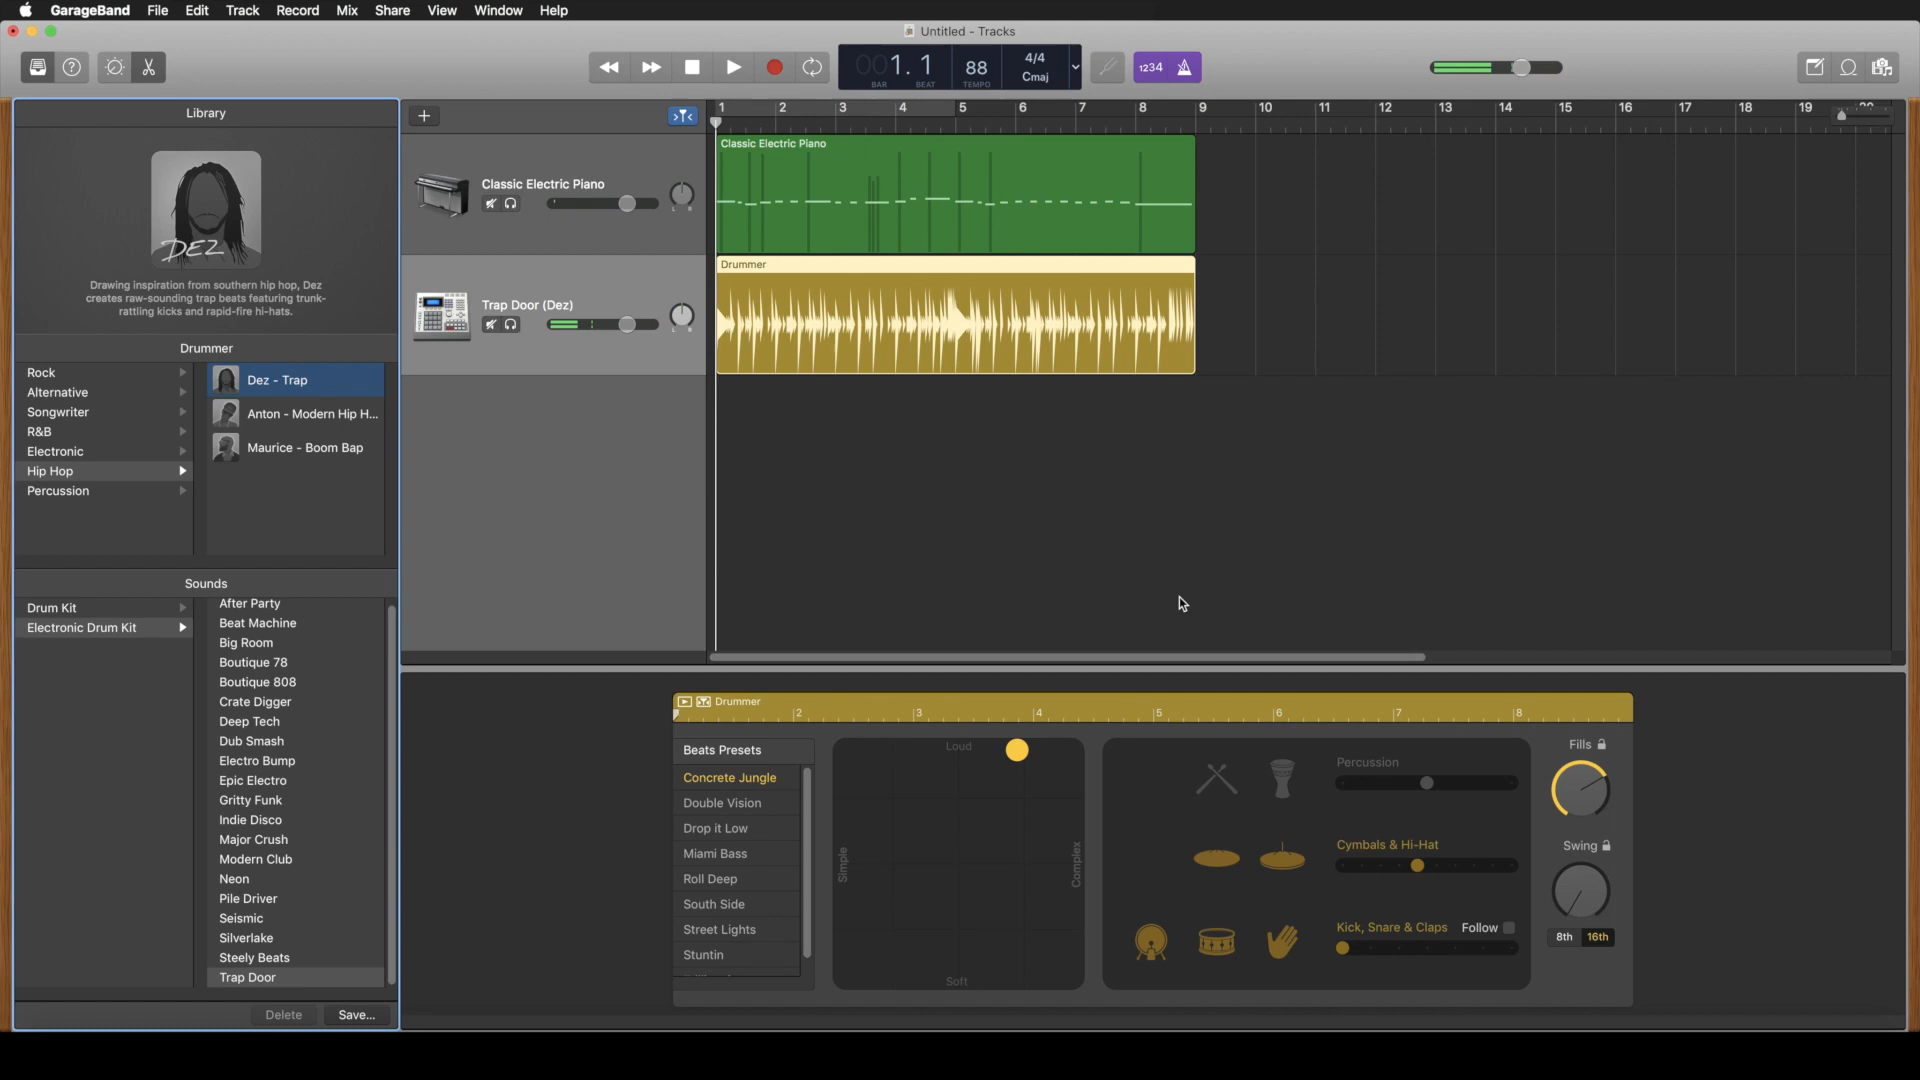 GarageBand File Edit Track Record Mix Share View Window Help
Untitled - Tracks
001. 1
BAR BEAT
88
TEMPO
4/4
Cmaj
1234
Library
DEZ
Drawing inspiration from southern hip hop, Dez
creates raw-sounding trap beats featuring trunk-
rattling kicks and rapid-fire hi-hats.
Drummer
Rock
Alternative
Songwriter
R&B
Electronic
Hip Hop
Percussion
Dez - Trap
Anton - Modern Hip H...
Maurice - Boom Bap
Sounds
Drum Kit
Electronic Drum Kit
After Party
Beat Machine
Big Room
Boutique 78
Boutique 808
Crate Digger
Deep Tech
Dub Smash
Electro Bump
Epic Electro
Gritty Funk
Indie Disco
Major Crush
Modern Club
Neon
Pile Driver
Seismic
Silverlake
Steely Beats
Trap Door
Delete Save...
1 2 3 4 5 6 7 8 9 10 11 12 13 14 15 16 17 18 19
Classic Electric Piano
L R
Classic Electric Piano
Trap Door (Dez)
L R
Drummer
Drummer
2 3 4 5 6 7 8
Beats Presets
Concrete Jungle
Double Vision
Drop it Low
Miami Bass
Roll Deep
South Side
Street Lights
Stuntin
Loud
Simple
Complex
Soft
Percussion
Cymbals & Hi-Hat
Kick, Snare & Claps Follow
Fills
Swing
8th 16th